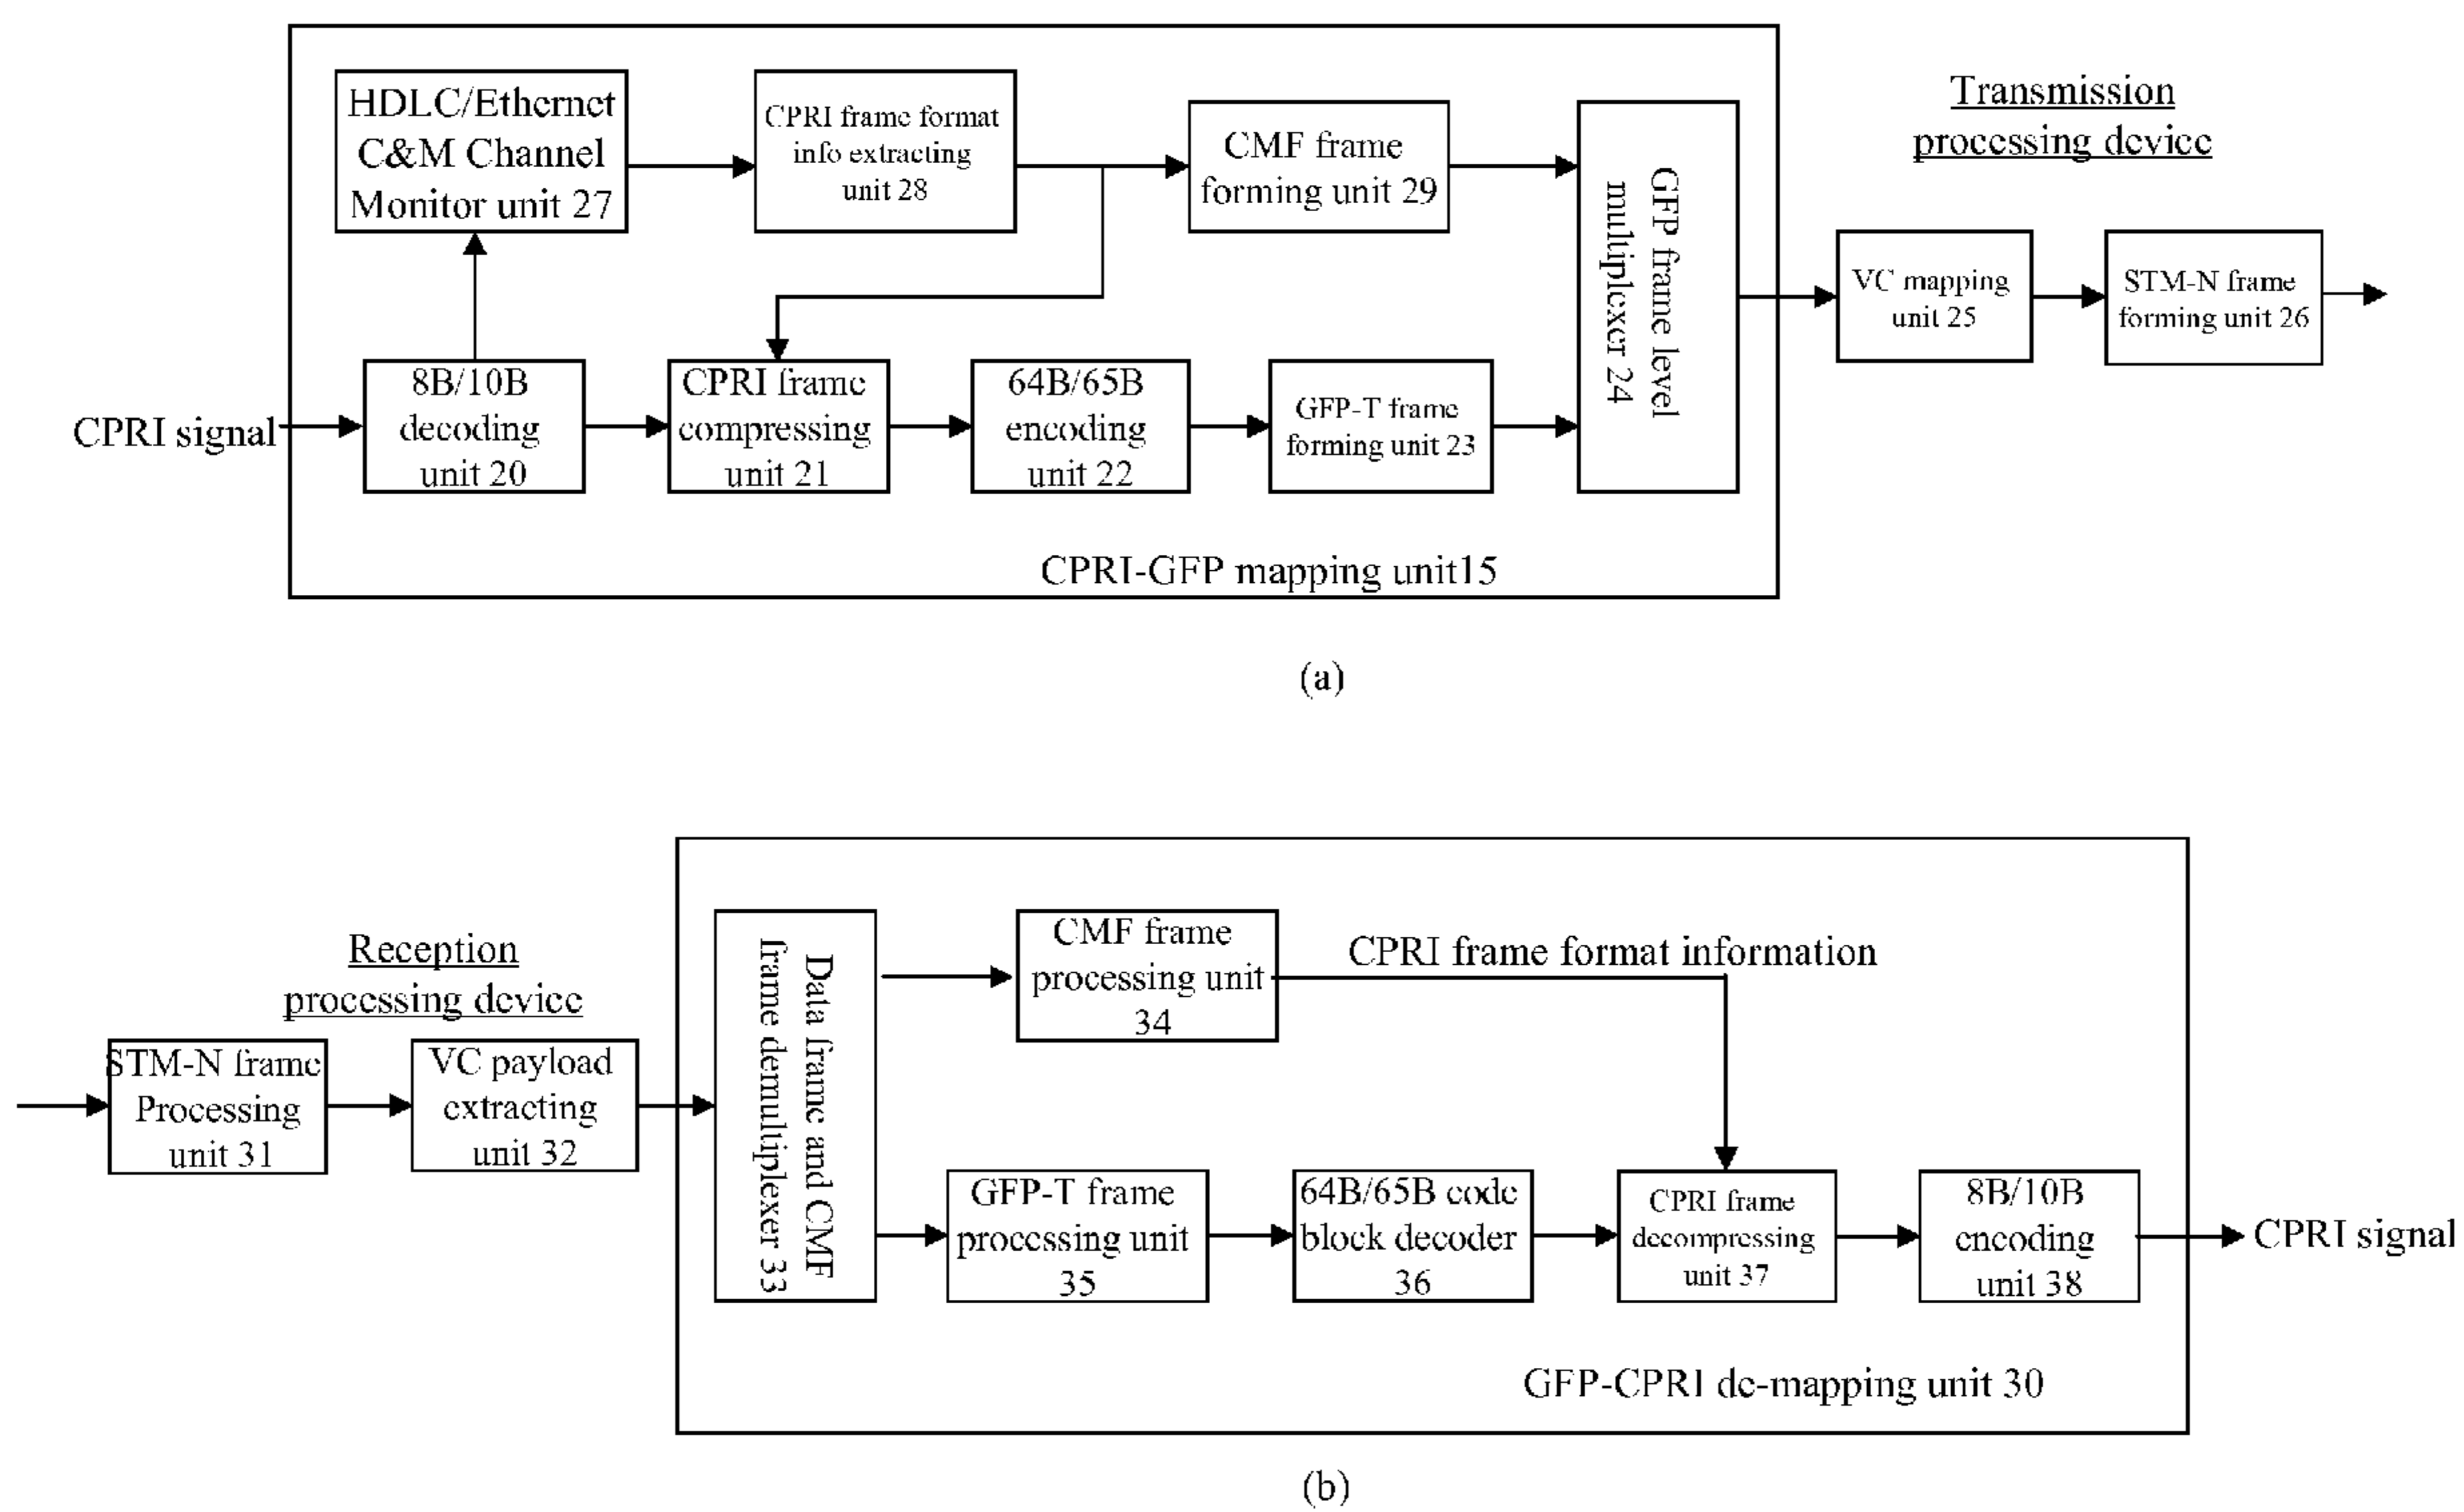 HDLC/Ethernet
C&M Channel
Monitor unit 27
CPRI frame format
info extracting
unit 28
CMF frame
forming unit 29
GFP frame level
multiplexer 24
Transmission
processing device
VC mapping
unit 25
STM-N frame
forming unit 26
CPRI signal
8B/10B
decoding
unit 20
CPRI frame
compressing
unit 21
64B/65B
encoding
unit 22
GFP-T frame
forming unit 23
CPRI-GFP mapping unit15
(a)
Reception
processing device
STM-N frame
Processing
unit 31
VC payload
extracting
unit 32
Data frame and CMF
frame demultiplexer 33
CMF frame
processing unit
34
CPRI frame format information
GFP-T frame
processing unit
35
64B/65B code
block decoder
36
CPRI frame
decompressing
unit 37
8B/10B
encoding
unit 38
CPRI signal
GFP-CPRI de-mapping unit 30
(b)